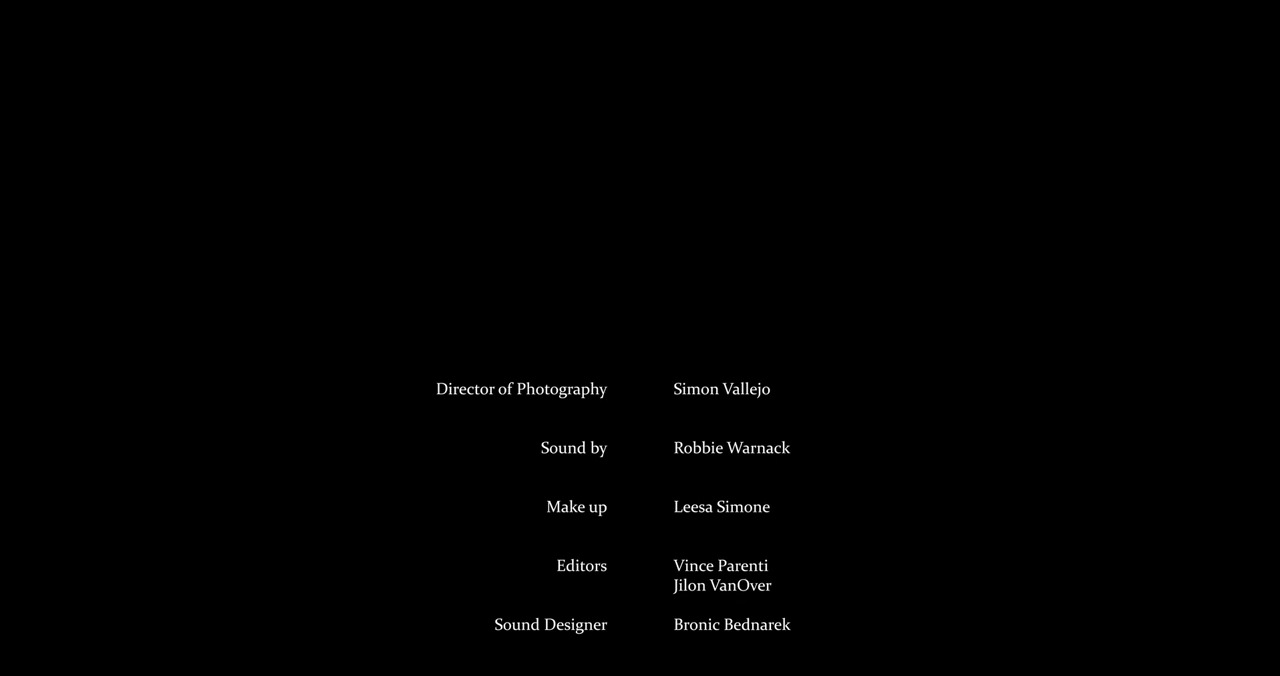 Director of Photography Simon Vallejo
Sound by Robbie Warnack
Make up Leesa Simone
Editors Vince Parenti
Jilon VanOver
Sound Designer Bronic Bednarek